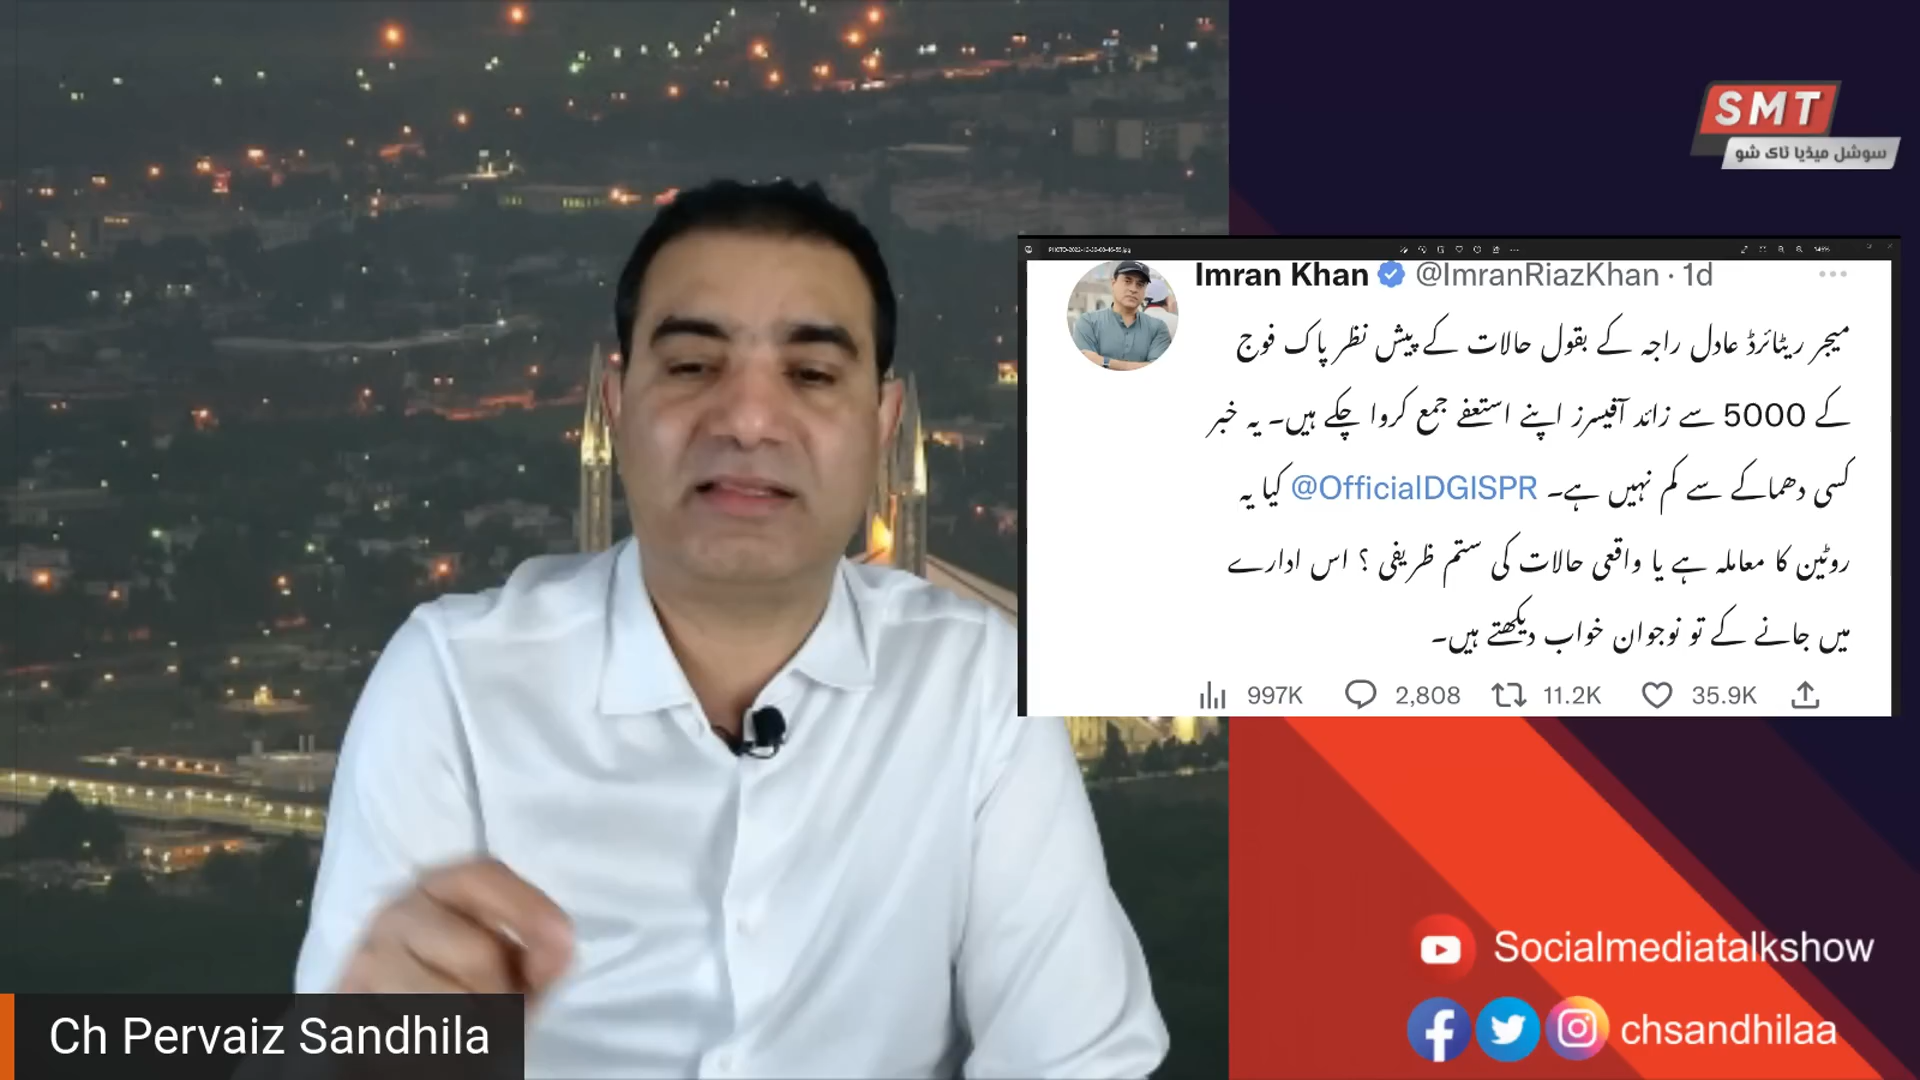 SMT
سوشل میڈیا ٹاک شو
Imran Khan @ImranRiazKhan · 1d
میجر ریٹائرڈ عادل راجہ کے بقول حالات کے پیش نظر پاک فوج
کے 5000 سے زائد آفیسرز اپنے استعفے جمع کروا چکے ہیں۔ یہ خبر
کسی دھماکے سے کم نہیں ہے۔ @OfficialDGISPR کیا یہ
روٹین کا معاملہ ہے یا واقعی حالات کی ستم ظریفی ؟ اس ادارے
میں جانے کے تو نوجوان خواب دیکھتے ہیں۔
997K 2,808 11.2K 35.9K
Socialmediatalkshow
chsandhilaa
Ch Pervaiz Sandhila